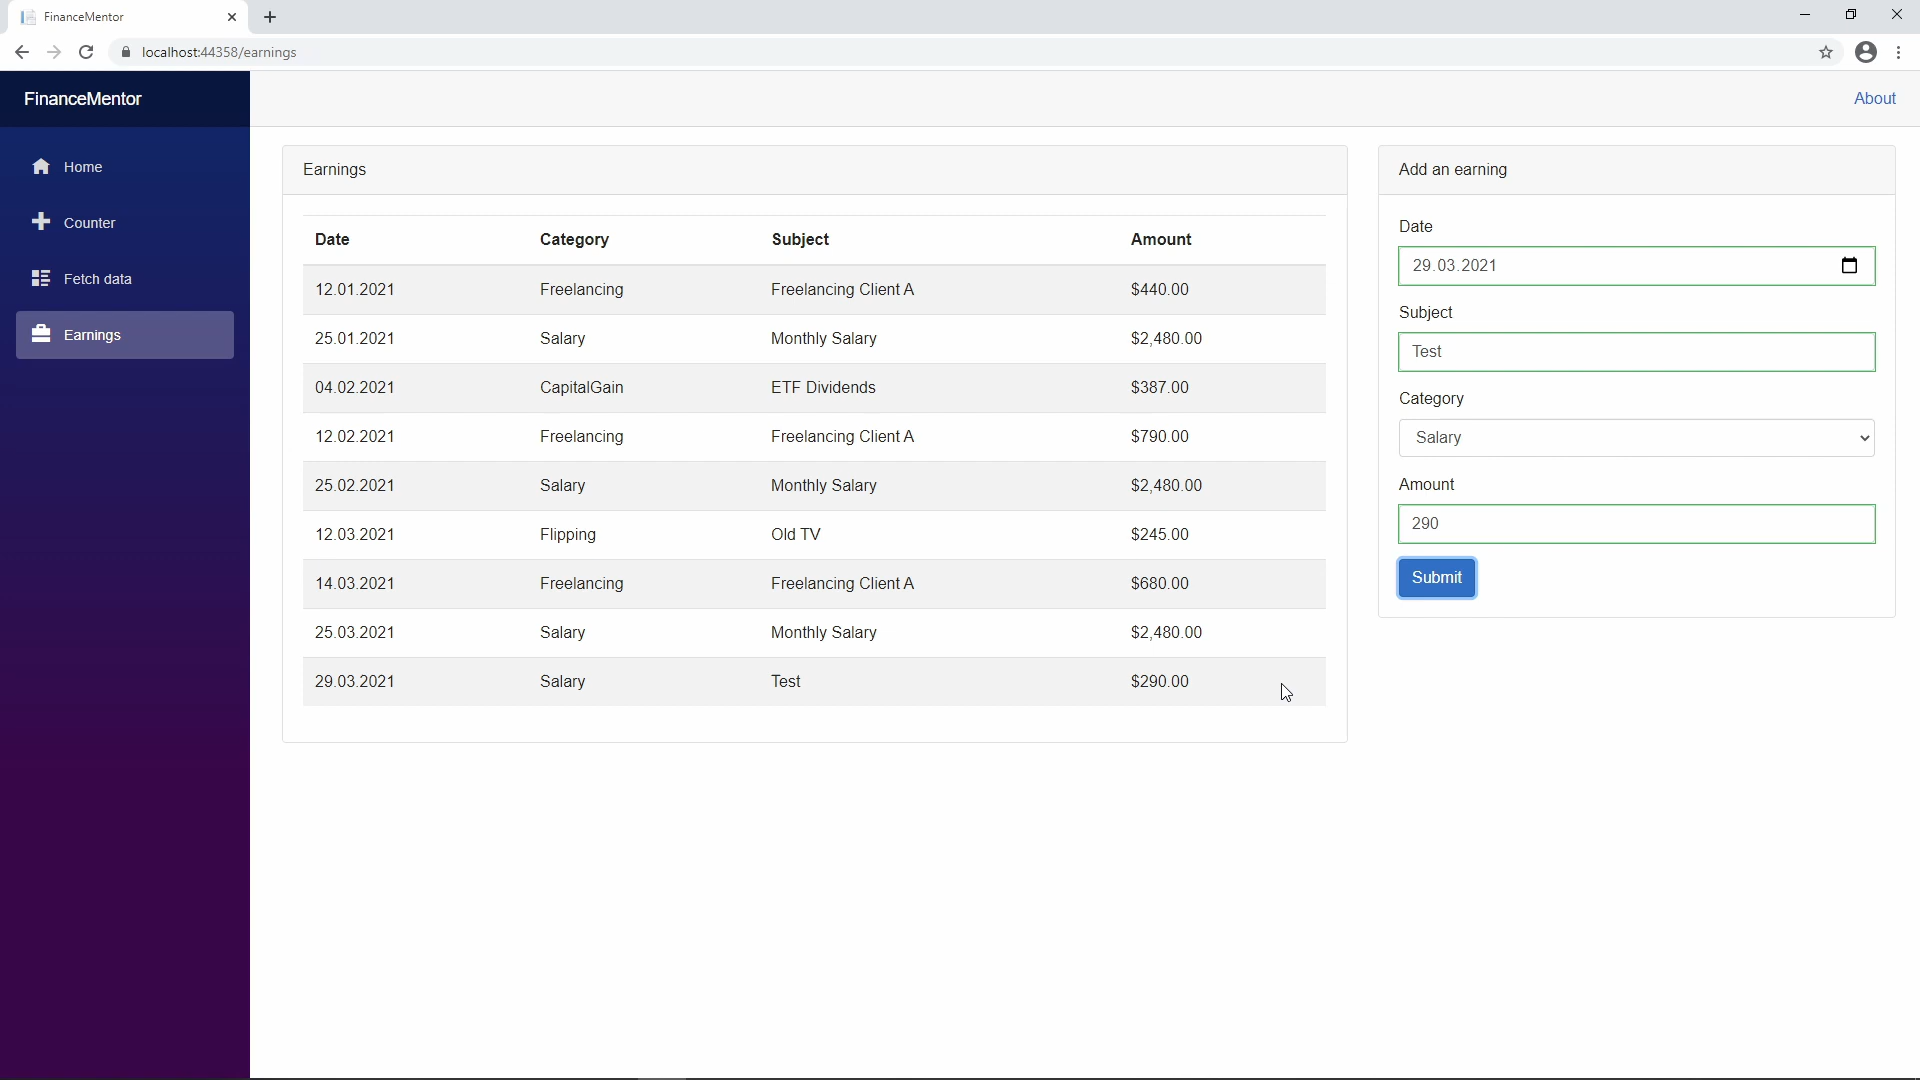 FinanceMentor
localhost:44358/earnings
FinanceMentor
About
Home
Counter
Fetch data
Earnings
Earnings
Date Category Subject Amount
12.01.2021 Freelancing Freelancing Client A $440.00
25.01.2021 Salary Monthly Salary $2,480.00
04.02.2021 CapitalGain ETF Dividends $387.00
12.02.2021 Freelancing Freelancing Client A $790.00
25.02.2021 Salary Monthly Salary $2,480.00
12.03.2021 Flipping Old TV $245.00
14.03.2021 Freelancing Freelancing Client A $680.00
25.03.2021 Salary Monthly Salary $2,480.00
29.03.2021 Salary Test $290.00
Add an earning
Date
29.03.2021
Subject
Test
Category
Salary
Amount
290
Submit